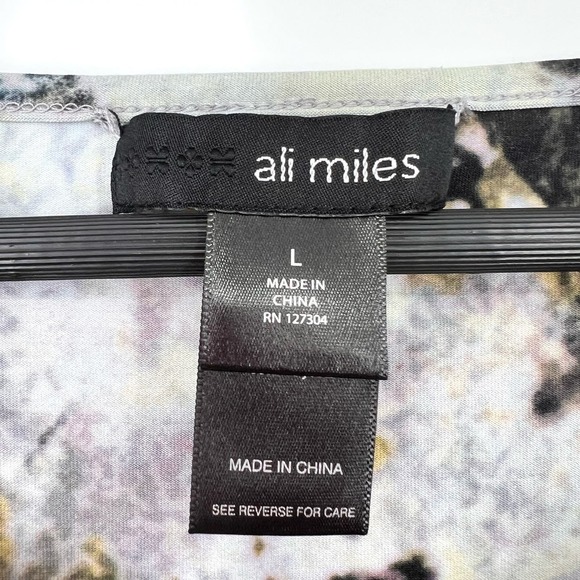 ali miles
L
MADE IN
CHINA
RN 127304
MADE IN CHINA
SEE REVERSE FOR CARE